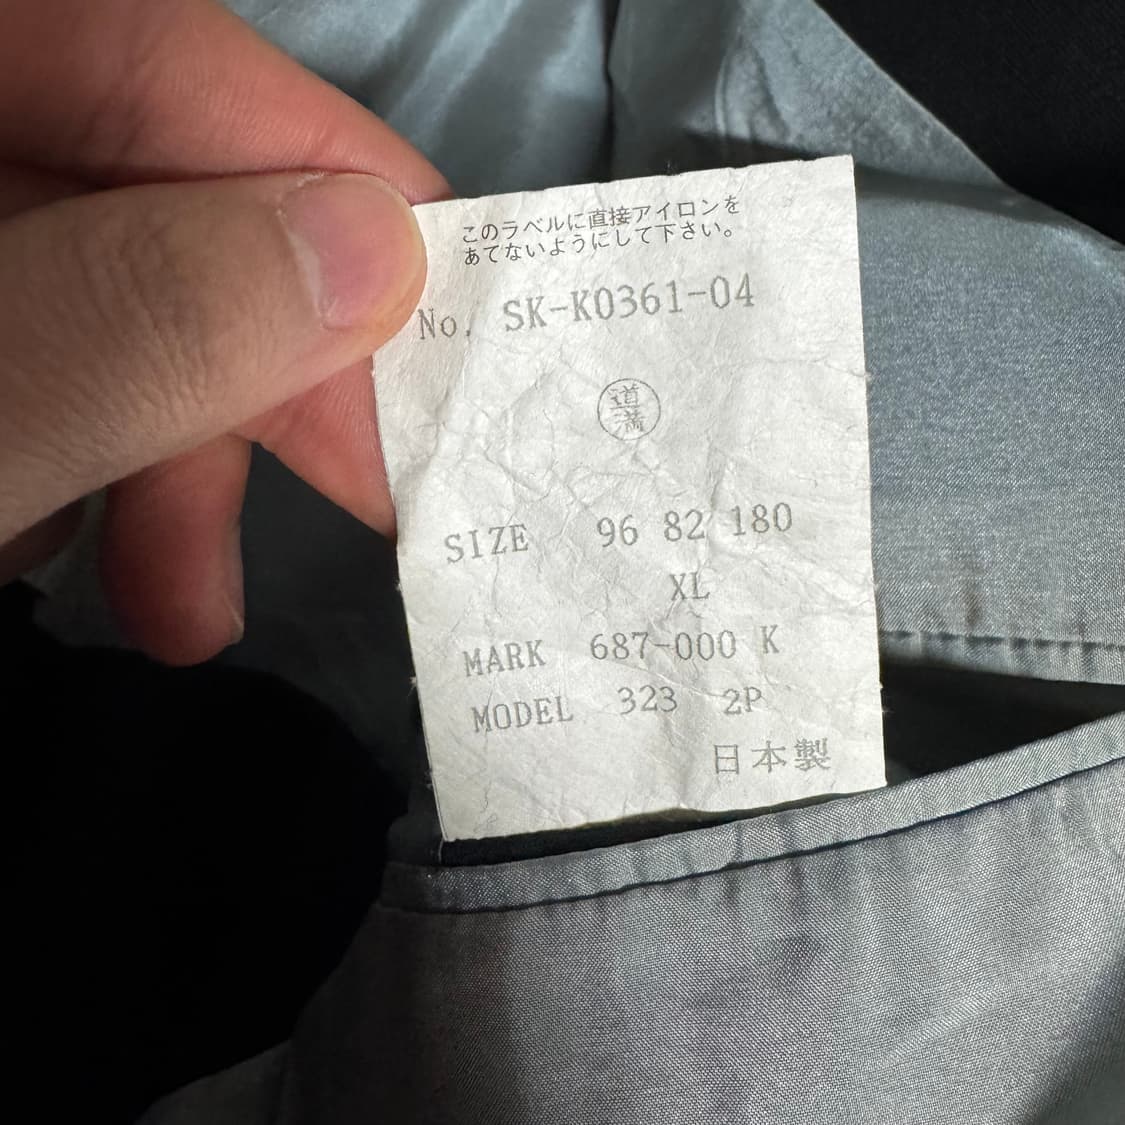 このラベルに直接アイロンを
あてないようにして下さい。
No. SK-K0361-04
道
満
SIZE 96 82 180
XL
MARK 687-000 K
MODEL 323 2P
日本製